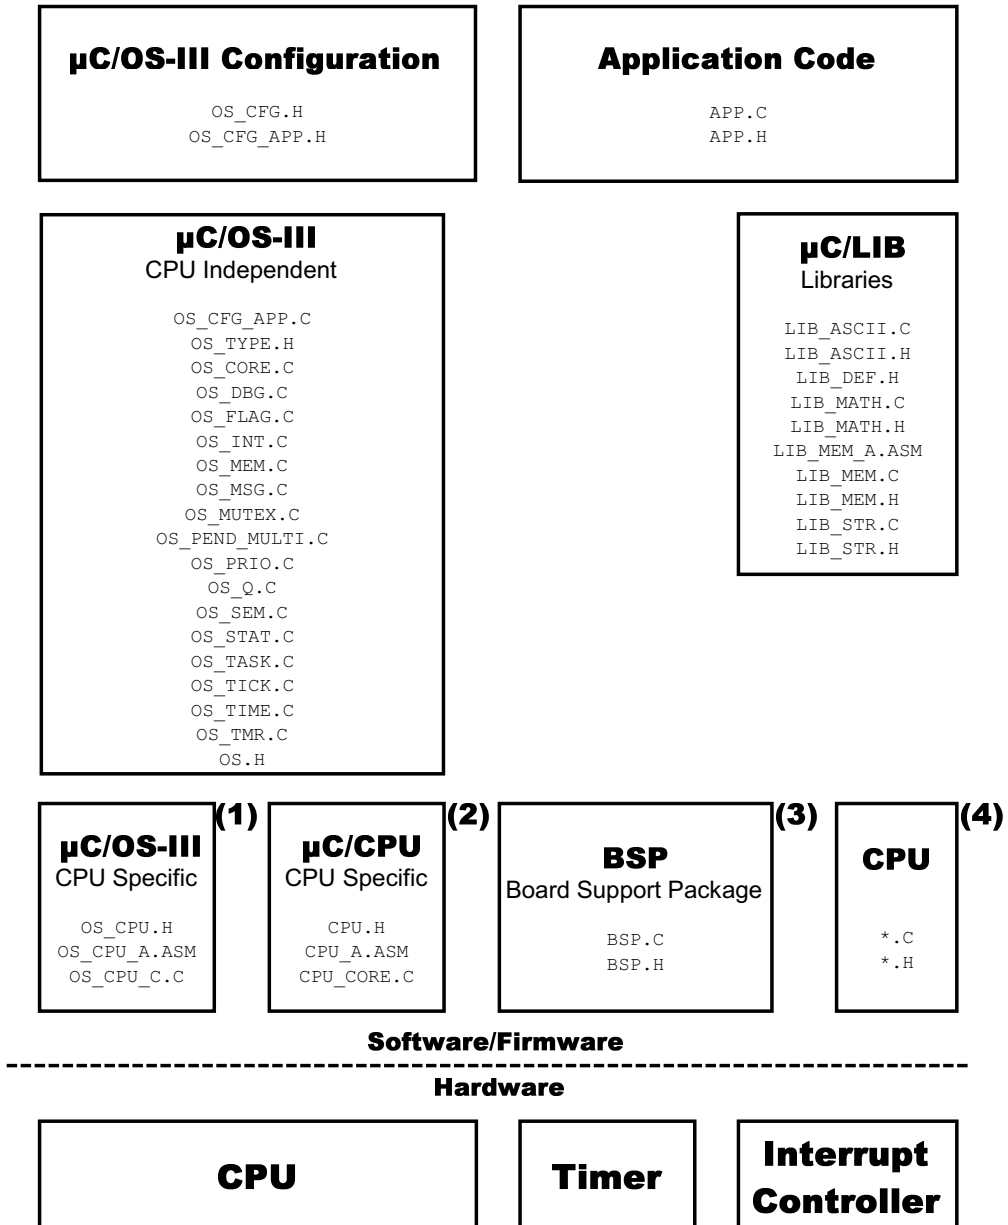 µC/OS-III Configuration
OS_CFG.H
OS_CFG_APP.H
Application Code
APP.C
APP.H
µC/OS-III
CPU Independent
OS_CFG_APP.C
OS_TYPE.H
OS_CORE.C
OS_DBG.C
OS_FLAG.C
OS_INT.C
OS_MEM.C
OS_MSG.C
OS_MUTEX.C
OS_PEND_MULTI.C
OS_PRIO.C
OS_Q.C
OS_SEM.C
OS_STAT.C
OS_TASK.C
OS_TICK.C
OS_TIME.C
OS_TMR.C
OS.H
µC/LIB
Libraries
LIB_ASCII.C
LIB_ASCII.H
LIB_DEF.H
LIB_MATH.C
LIB_MATH.H
LIB_MEM_A.ASM
LIB_MEM.C
LIB_MEM.H
LIB_STR.C
LIB_STR.H
(1)
µC/OS-III
CPU Specific
OS_CPU.H
OS_CPU_A.ASM
OS_CPU_C.C
(2)
µC/CPU
CPU Specific
CPU.H
CPU_A.ASM
CPU_CORE.C
(3)
BSP
Board Support Package
BSP.C
BSP.H
(4)
CPU
*.C
*.H
Software/Firmware
Hardware
CPU
Timer
Interrupt
Controller